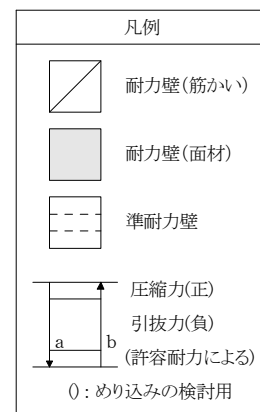 凡例
耐力壁(筋かい)
耐力壁(面材)
準耐力壁
圧縮力(正)
引抜力(負)
a
b
(許容耐力による)
():めり込みの検討用